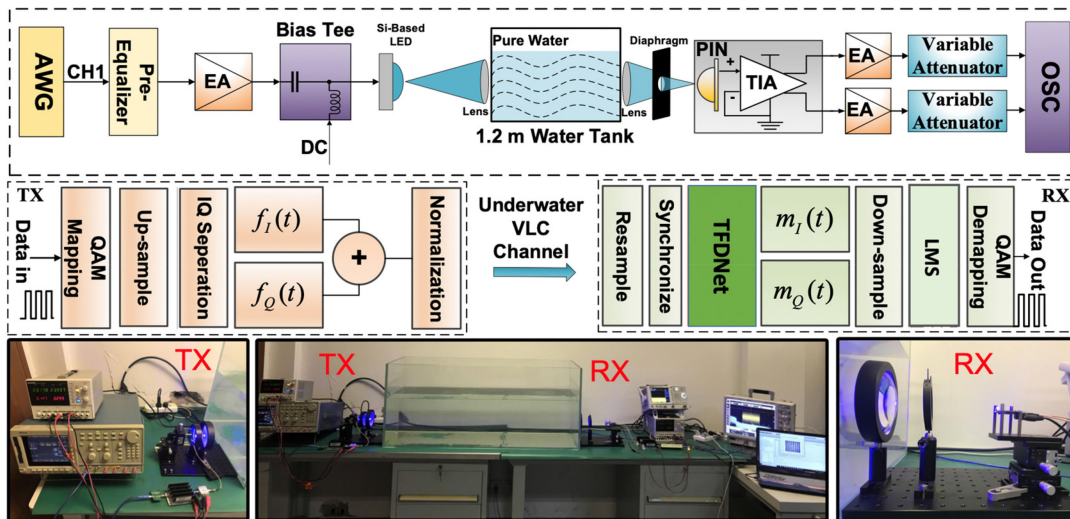 AWG
CH1
Pre-
Equalizer
EA
Bias Tee
DC
Si-Based
LED
Lens
Pure Water
1.2 m Water Tank
Lens
Diaphragm
PIN
+
-
TIA
EA
Variable
Attenuator
EA
Variable
Attenuator
OSC
TX
Data in
QAM
Mapping
Up-sample
IQ Seperation
f_I(t)
f_Q(t)
+
Normalization
Underwater
VLC
Channel
RX
Resample
Synchronize
TFDNet
m_I(t)
m_Q(t)
Down-sample
LMS
QAM
Demapping
Data Out
TX
TX
RX
RX